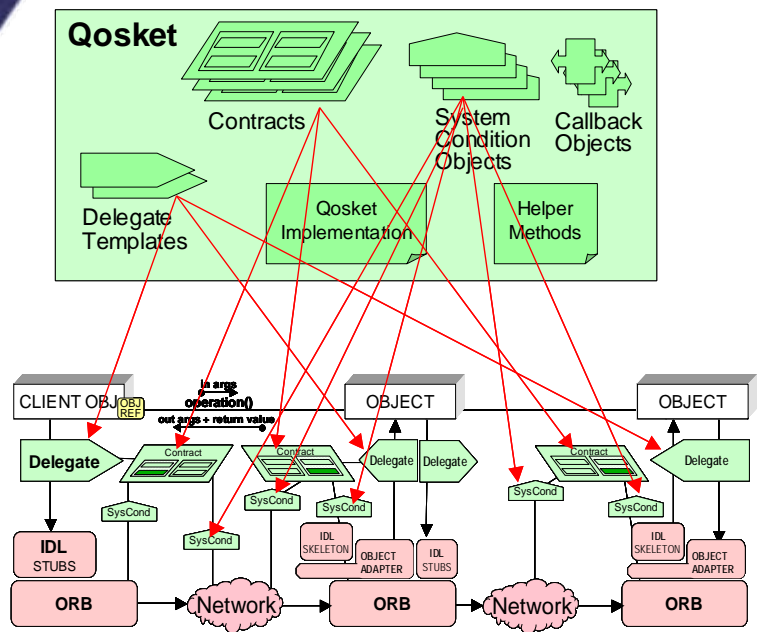 Qosket
Contracts
System
Condition
Objects
Callback
Objects
Delegate
Templates
Qosket
Implementation
Helper
Methods
CLIENT OBJ
OBJ
REF
in args
operation()
out args + return value
OBJECT
OBJECT
Delegate
Contract
Contract
Delegate
Delegate
Contract
Delegate
SysCond
SysCond
SysCond
SysCond
SysCond
SysCond
IDL
STUBS
IDL
SKELETON
OBJECT
ADAPTER
IDL
STUBS
IDL
SKELETON
OBJECT
ADAPTER
ORB
Network
ORB
Network
ORB